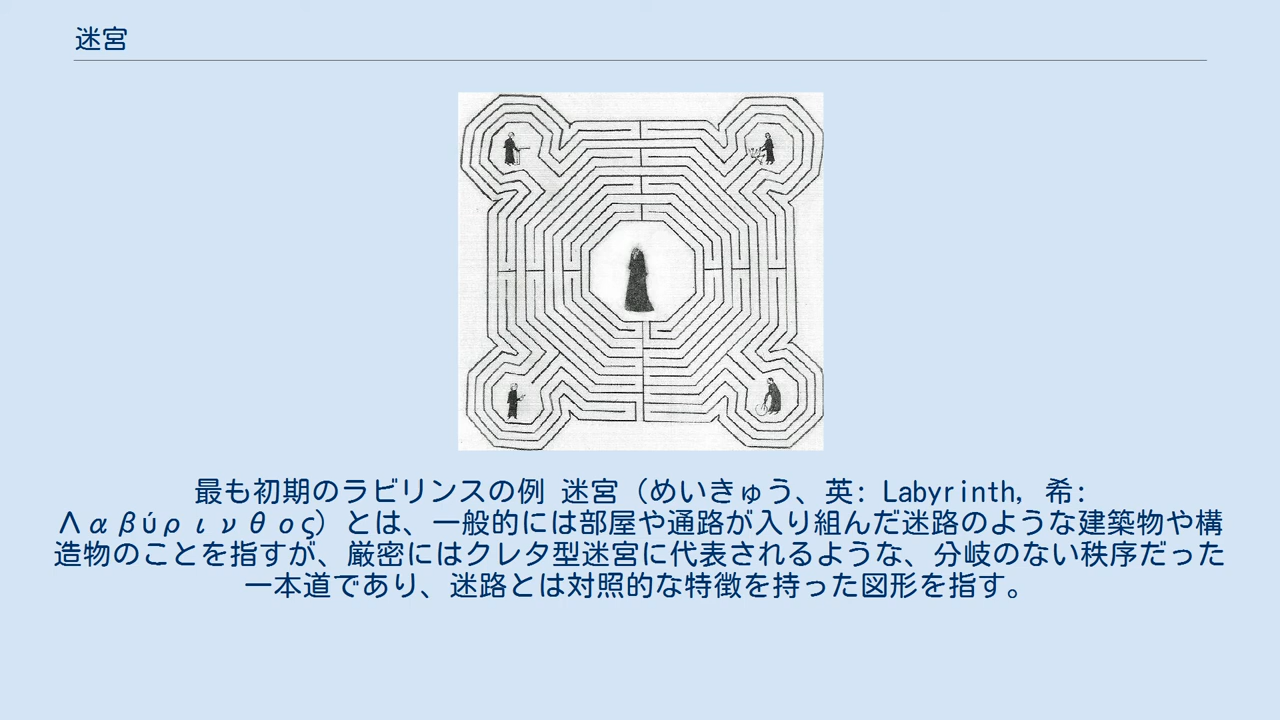 迷宮
最も初期のラビリンスの例 迷宮（めいきゅう、英: Labyrinth, 希:
Λαβύρινθος）とは、一般的には部屋や通路が入り組んだ迷路のような建築物や構
造物のことを指すが、厳密にはクレタ型迷宮に代表されるような、分岐のない秩序だった
一本道であり、迷路とは対照的な特徴を持った図形を指す。